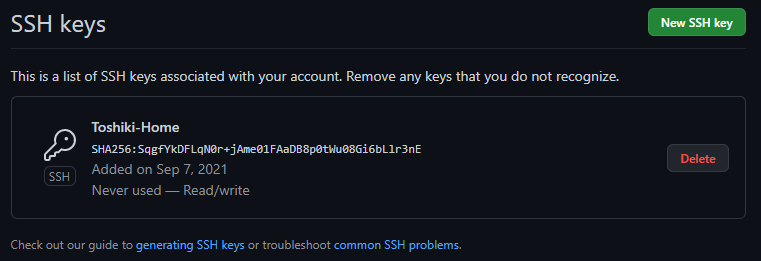 SSH keys
New SSH key
This is a list of SSH keys associated with your account. Remove any keys that you do not recognize.
Toshiki-Home
SHA256:SqgfYkDFLqN0r+jAme01FAaDB8p0tWu08Gi6bL1r3nE
Added on Sep 7, 2021
Never used — Read/write
SSH
Delete
Check out our guide to generating SSH keys or troubleshoot common SSH problems.